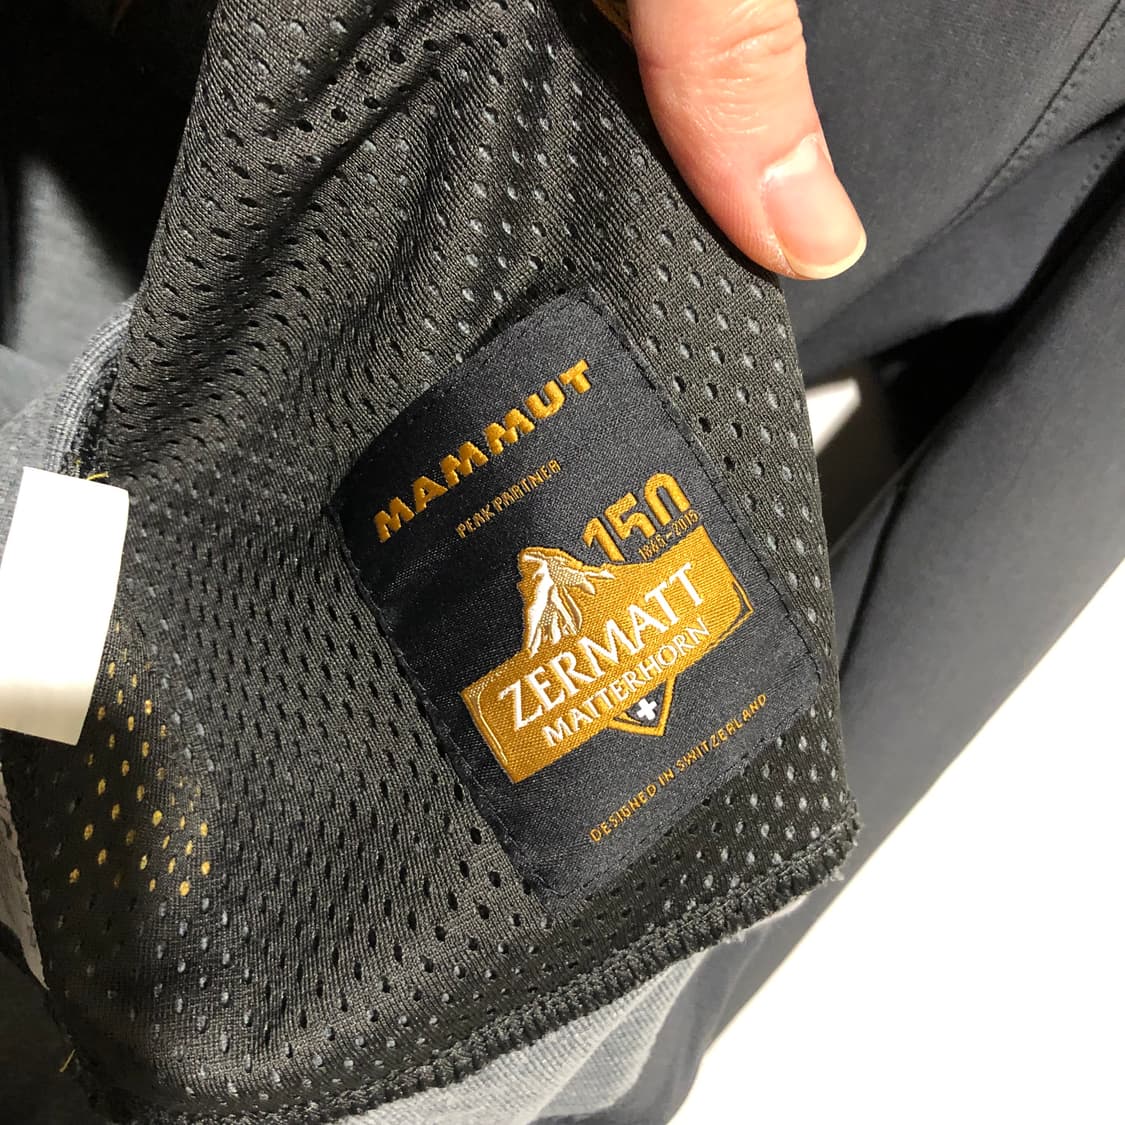 MAMMUT
PEAK PARTNER
150
1865–2015
ZERMATT
MATTERHORN
DESIGNED IN SWITZERLAND